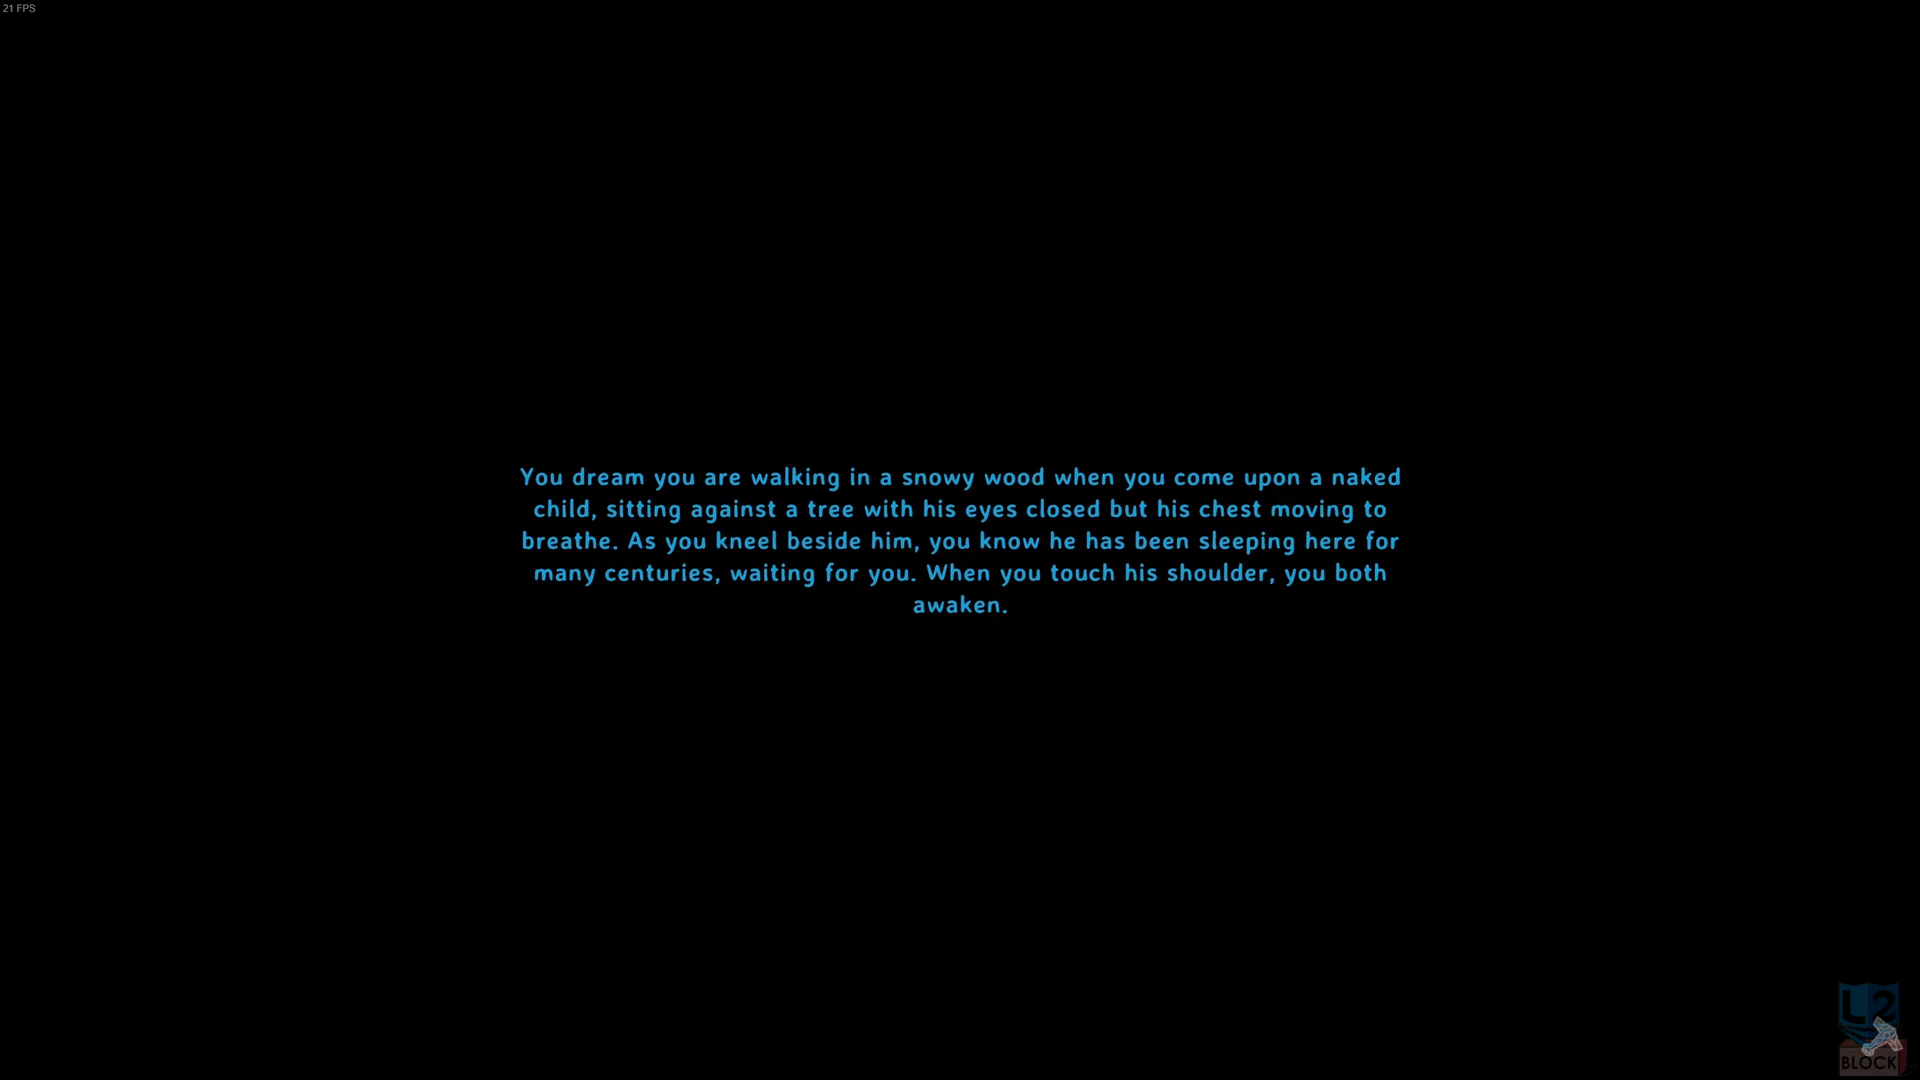 21 FPS
You dream you are walking in a snowy wood when you come upon a naked
child, sitting against a tree with his eyes closed but his chest moving to
breathe. As you kneel beside him, you know he has been sleeping here for
many centuries, waiting for you. When you touch his shoulder, you both
awaken.
L2
BLOCK